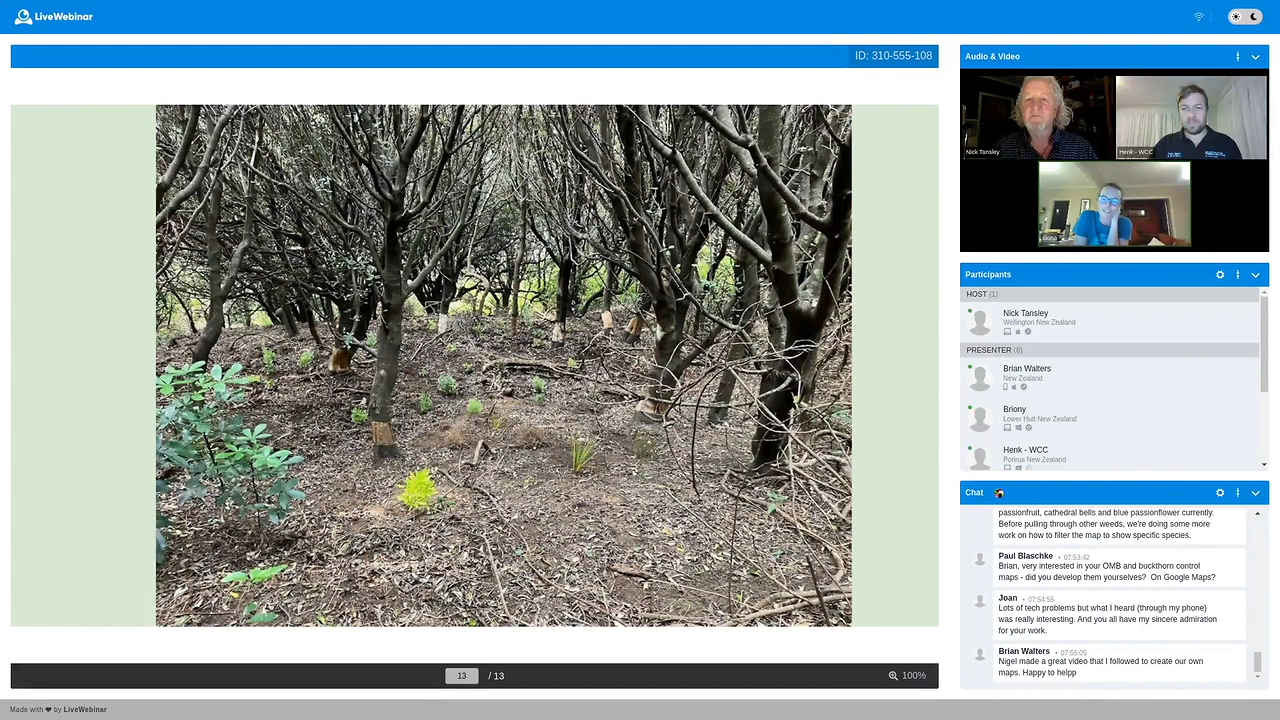 LiveWebinar
ID: 310-555-108
Audio & Video
Nick Tansley
Henk - WCC
Participants
HOST (1)
Nick Tansley
Wellington New Zealand
PRESENTER (6)
Brian Walters
New Zealand
Briony
Lower Hutt New Zealand
Henk - WCC
Porirua New Zealand
Chat
passionfruit, cathedral bells and blue passionflower currently.
Before pulling through other weeds, we're doing some more
work on how to filter the map to show specific species.
Paul Blaschke • 07:53:42
Brian, very interested in your OMB and buckthorn control
maps - did you develop them yourselves? On Google Maps?
Joan • 07:54:55
Lots of tech problems but what I heard (through my phone)
was really interesting. And you all have my sincere admiration
for your work.
Brian Walters • 07:55:05
Nigel made a great video that I followed to create our own
maps. Happy to helpp
13 / 13
100%
Made with ❤ by LiveWebinar